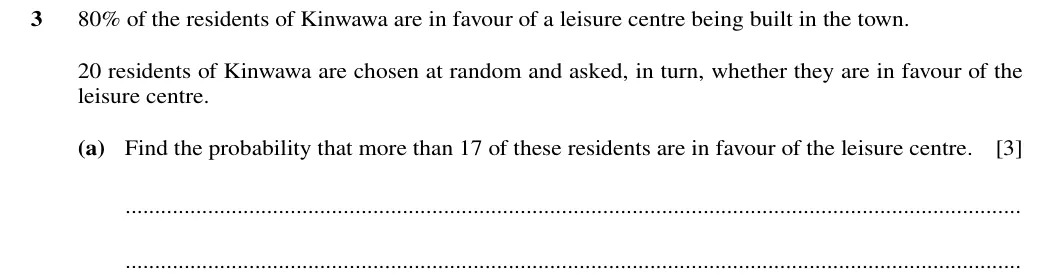 3 80% of the residents of Kinwawa are in favour of a leisure centre being built in the town.
20 residents of Kinwawa are chosen at random and asked, in turn, whether they are in favour of the
leisure centre.
(a) Find the probability that more than 17 of these residents are in favour of the leisure centre. [3]